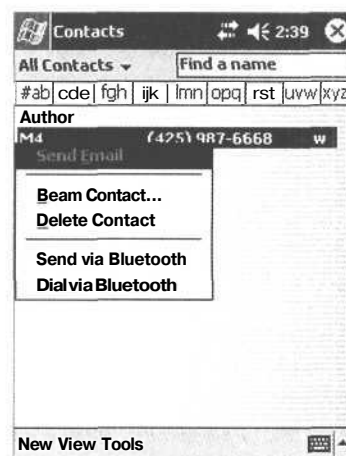 Contacts 2:39
All Contacts Find a name
#ab cde fgh ijk lmn opq rst uvw xyz
Author
M4 (425) 987-6668 w
Send Email
Beam Contact...
Delete Contact
Send via Bluetooth
Dial via Bluetooth
New View Tools